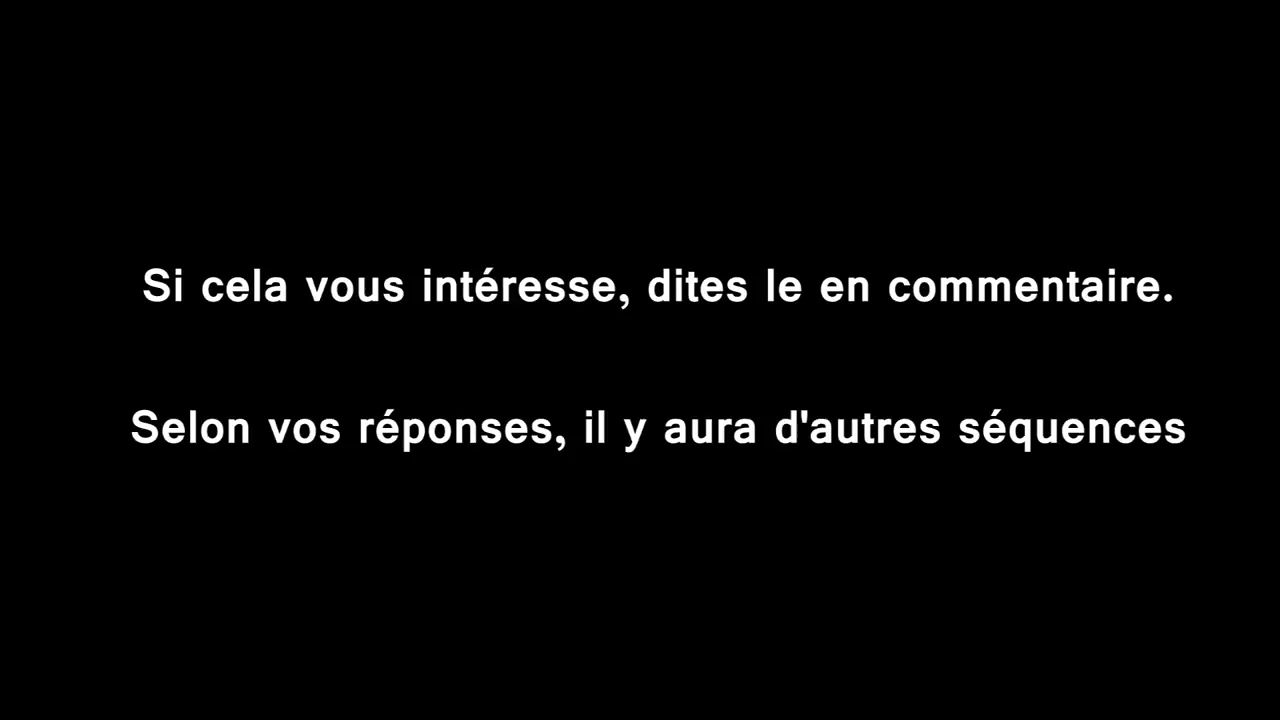 Si cela vous intéresse, dites le en commentaire.
Selon vos réponses, il y aura d'autres séquences